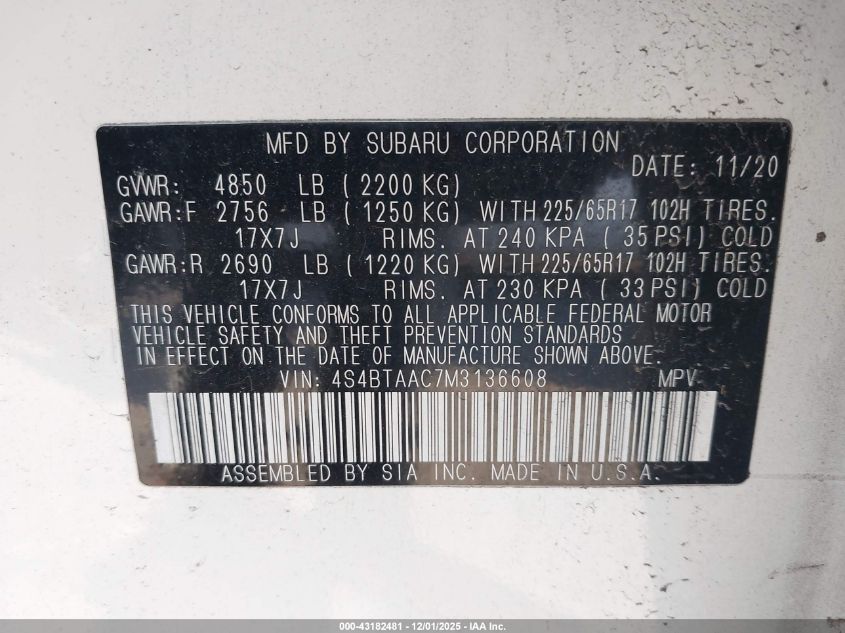 MFD BY SUBARU CORPORATION
DATE: 11/20
GVWR: 4850 LB ( 2200 KG)
GAWR:F 2756 LB ( 1250 KG) WITH 225/65R17 102H TIRES.
17X7J RIMS. AT 240 KPA ( 35 PSI) COLD
GAWR:R 2690 LB ( 1220 KG) WITH 225/65R17 102H TIRES.
17X7J RIMS. AT 230 KPA ( 33 PSI) COLD
THIS VEHICLE CONFORMS TO ALL APPLICABLE FEDERAL MOTOR
VEHICLE SAFETY AND THEFT PREVENTION STANDARDS
IN EFFECT ON THE DATE OF MANUFACTURE SHOWN ABOVE.
VIN: 4S4BTAAC7M3136608 MPV
ASSEMBLED BY SIA INC. MADE IN U.S.A.
000-43182481 - 12/01/2025 - IAA Inc.